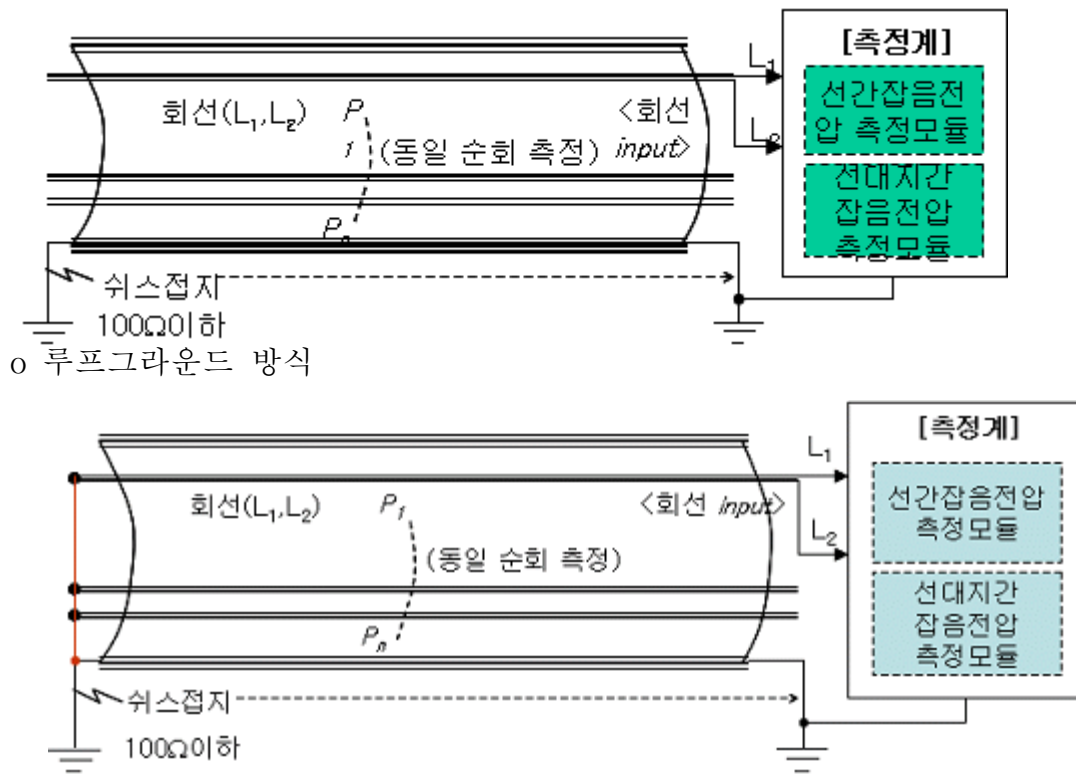 [측정계]
L₁
선간잡음전
압 측정모듈
회선(L₁,L₂)
P
<회선
L₂
1
(동일 순회 측정)
input>
선대지간
잡음전압
측정모듈
Pₙ
쉬스접지
100Ω이하
o 루프그라운드 방식
[측정계]
L₁
회선(L₁,L₂)
P₁
<회선 input>
선간잡음전압
측정모듈
L₂
(동일 순회 측정)
선대지간
잡음전압
측정모듈
Pₙ
쉬스접지
100Ω이하